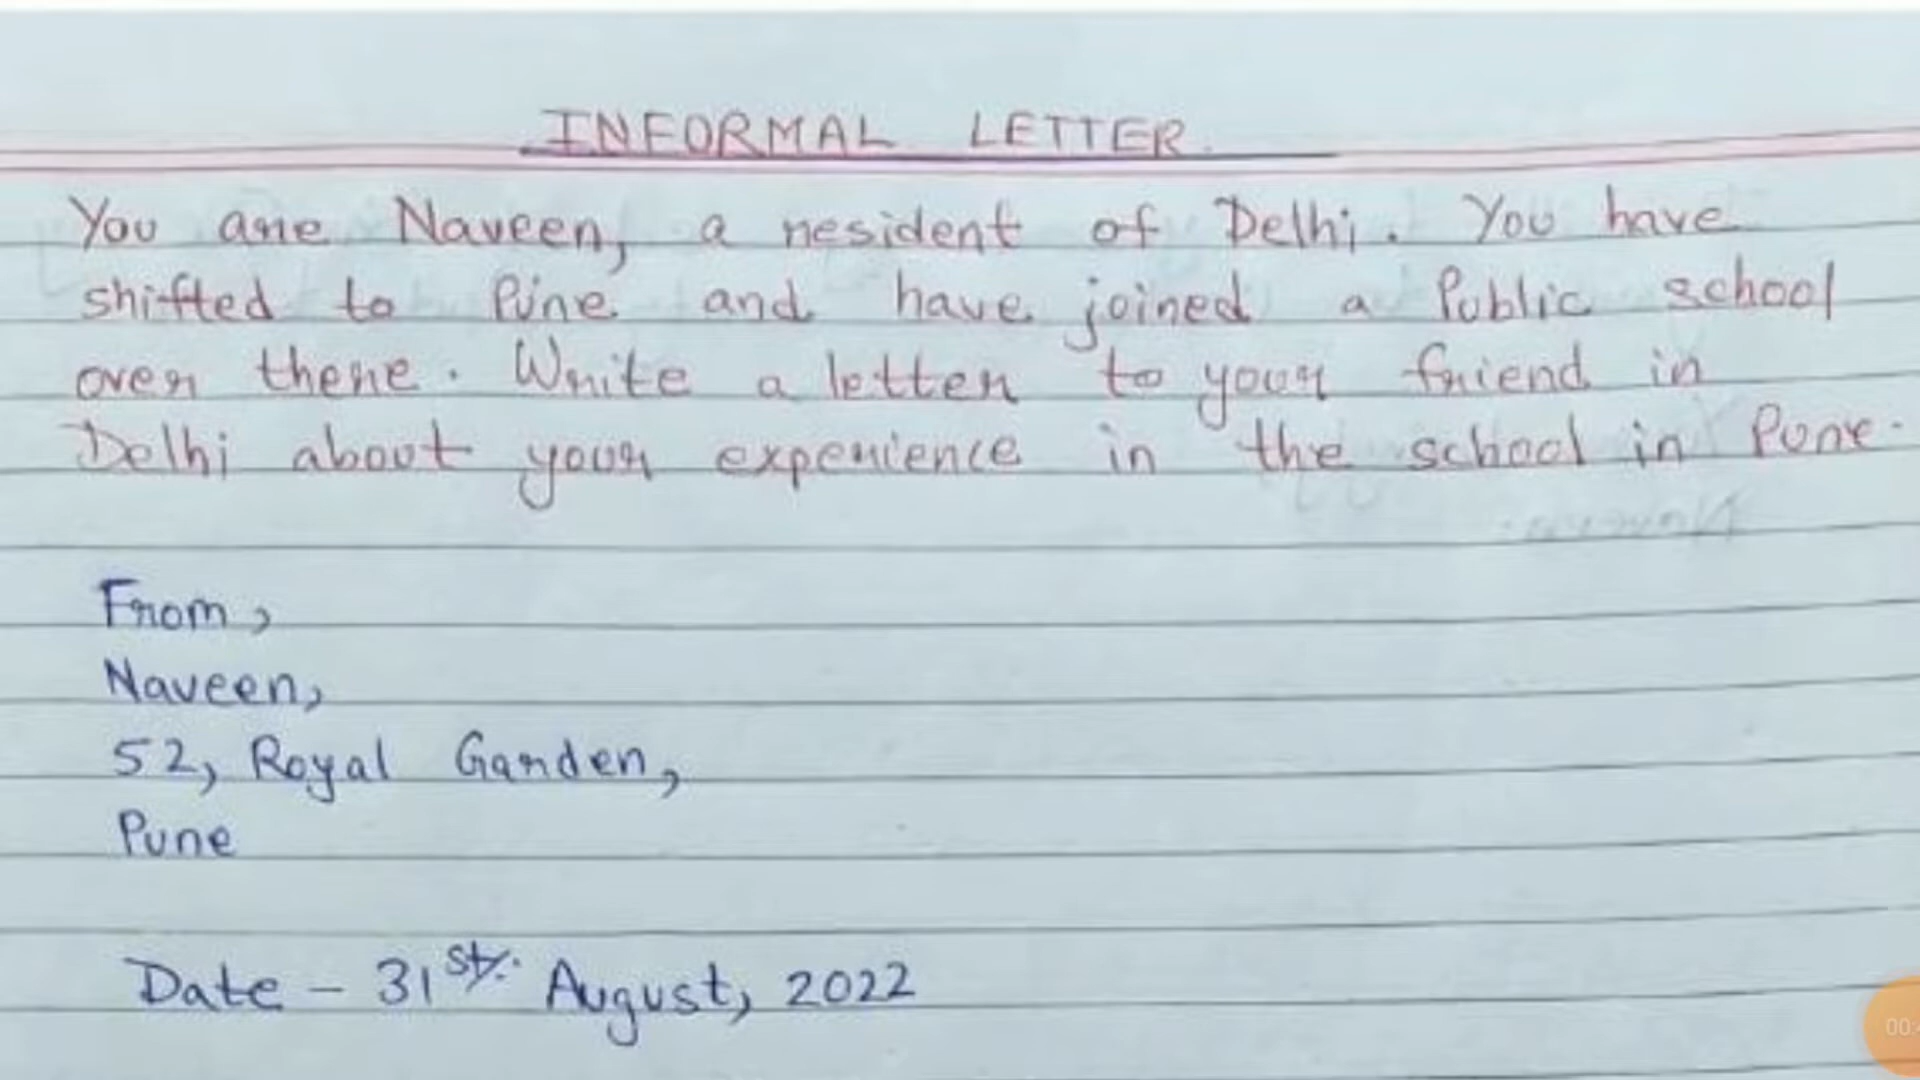 INFORMAL LETTER.
You are Naveen, a resident of Delhi. You have
shifted to Pune and have joined a Public school
over there. Write a letter to your friend in
Delhi about your experience in the school in Pune.
From,
Naveen,
52, Royal Garden,
Pune
Date - 31st August, 2022